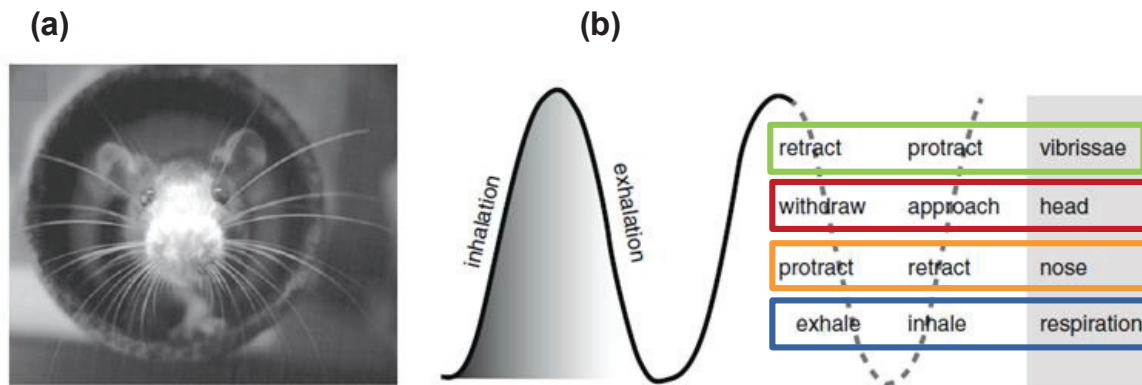 (a)
(b)
inhalation
exhalation
retract protract vibrissae
withdraw approach head
protract retract nose
exhale inhale respiration